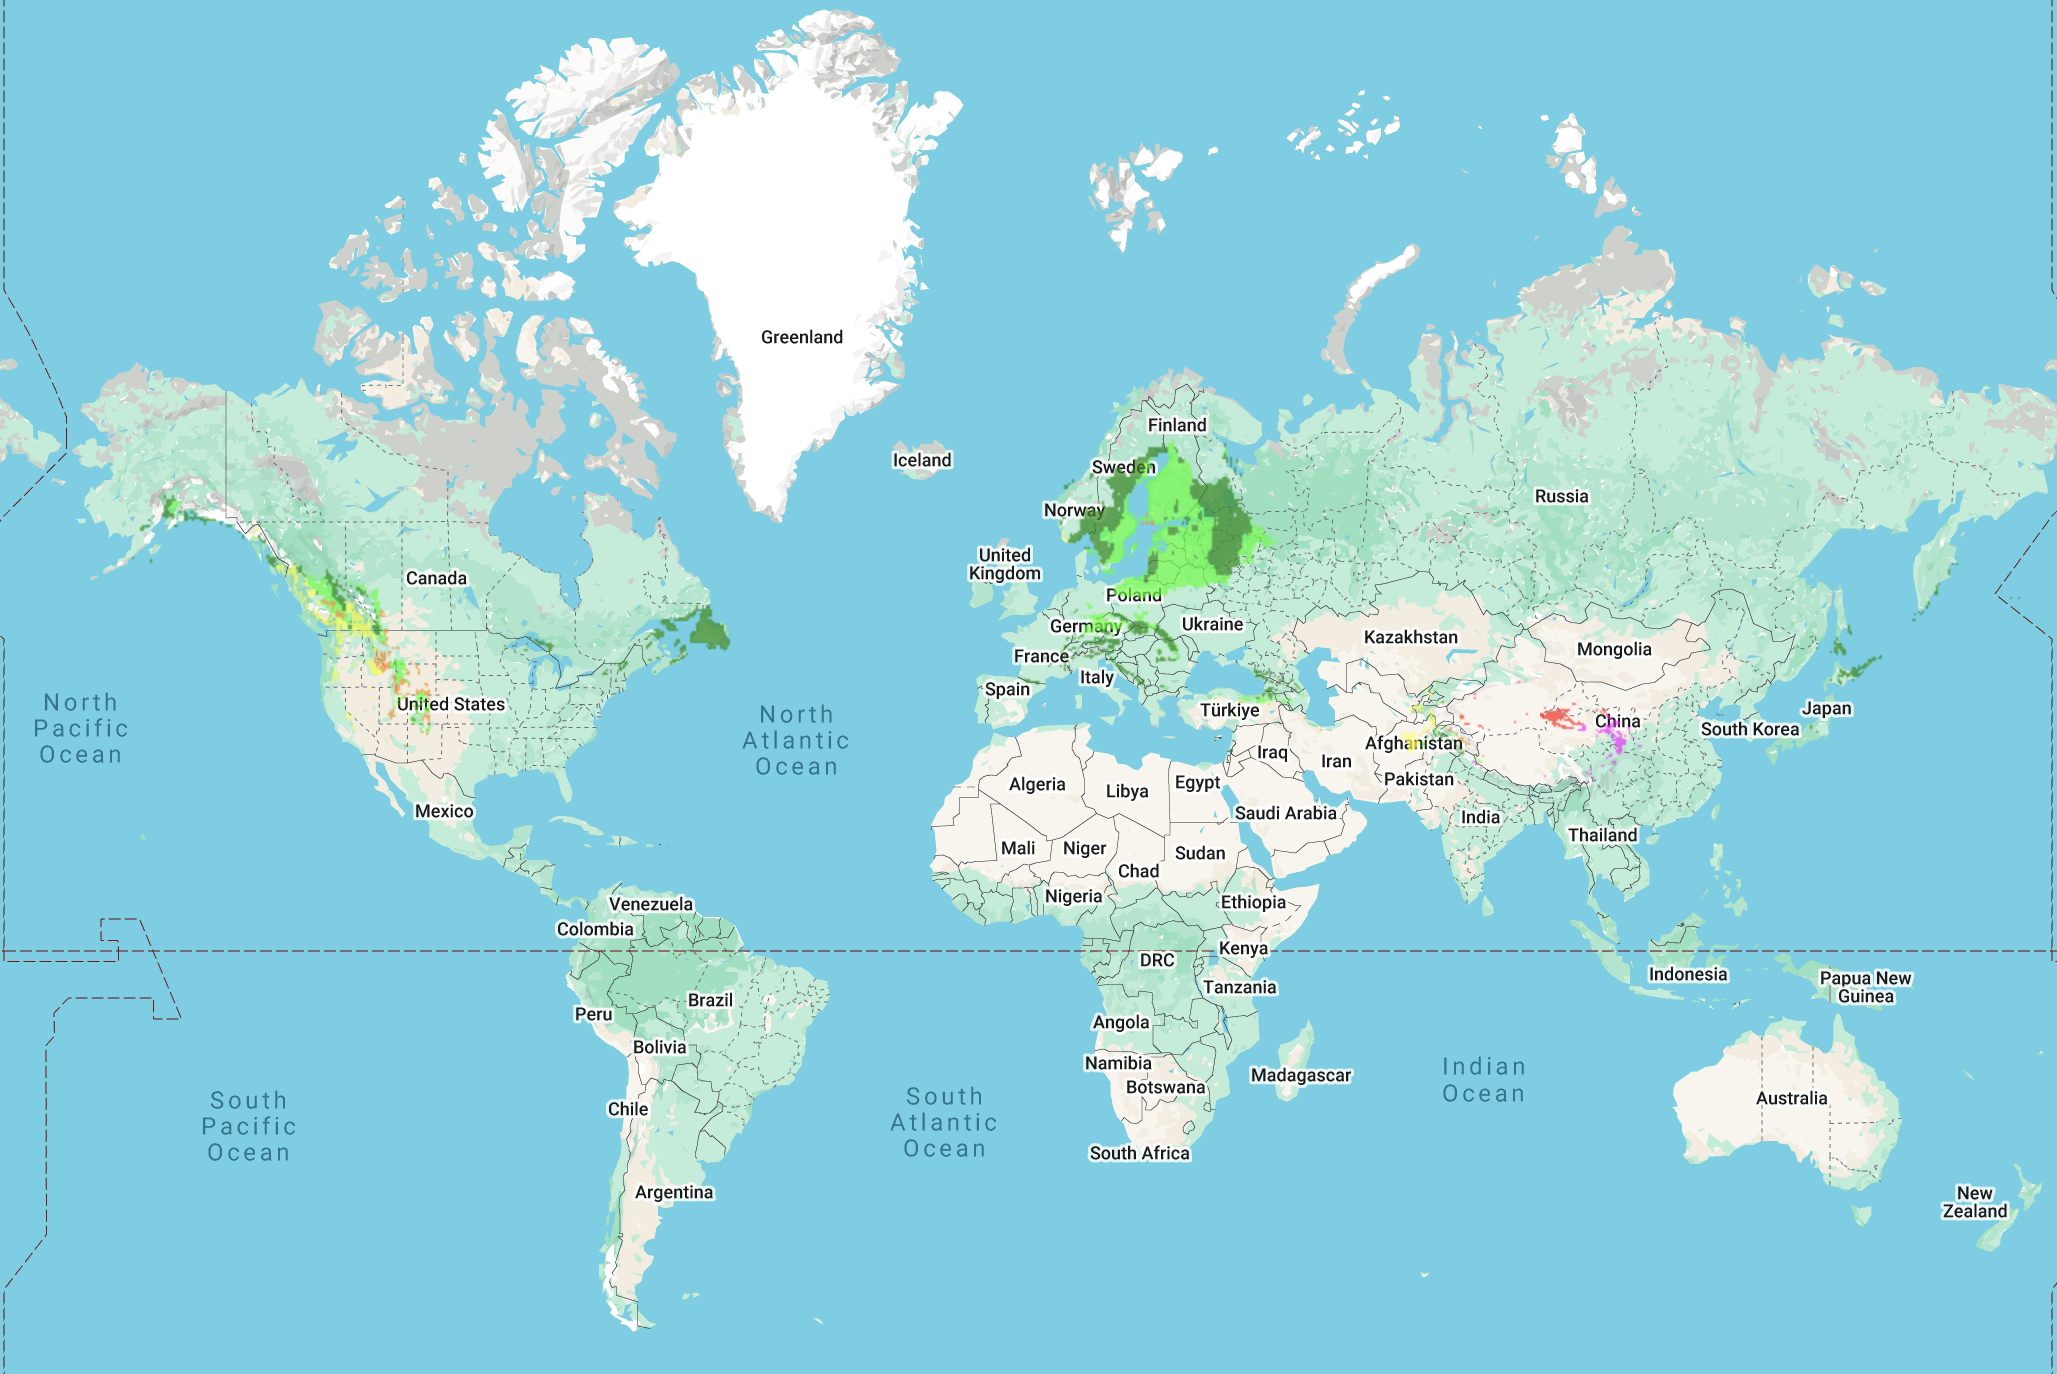 Greenland
Finland
Iceland
Sweden
Russia
Norway
United
Kingdom
Canada
Poland
Germany
Ukraine
Kazakhstan
Mongolia
France
Italy
Spain
United States
Türkiye
China
Japan
South Korea
North
Pacific
Ocean
North
Atlantic
Ocean
Afghanistan
Iraq
Iran
Pakistan
Algeria
Libya
Egypt
Saudi Arabia
India
Mexico
Thailand
Mali
Niger
Sudan
Chad
Nigeria
Ethiopia
Venezuela
Colombia
Kenya
DRC
Indonesia
Papua New
Guinea
Tanzania
Brazil
Peru
Angola
Bolivia
Namibia
Botswana
Madagascar
Indian
Ocean
Australia
Chile
South
Pacific
Ocean
South
Atlantic
Ocean
South Africa
Argentina
New
Zealand